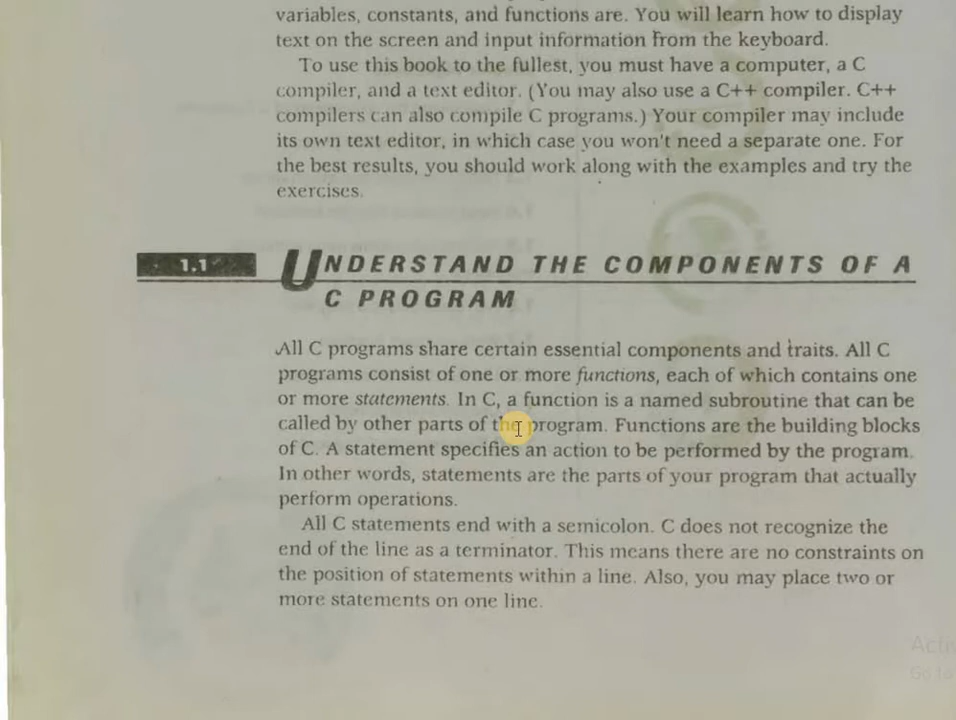 variables, constants, and functions are. You will learn how to display
text on the screen and input information from the keyboard.
To use this book to the fullest, you must have a computer, a C
compiler, and a text editor. (You may also use a C++ compiler. C++
compilers can also compile C programs.) Your compiler may include
its own text editor, in which case you won't need a separate one. For
the best results, you should work along with the examples and try the
exercises.
1.1 UNDERSTAND THE COMPONENTS OF A
C PROGRAM
All C programs share certain essential components and traits. All C
programs consist of one or more functions, each of which contains one
or more statements. In C, a function is a named subroutine that can be
called by other parts of the program. Functions are the building blocks
of C. A statement specifies an action to be performed by the program.
In other words, statements are the parts of your program that actually
perform operations.
All C statements end with a semicolon. C does not recognize the
end of the line as a terminator. This means there are no constraints on
the position of statements within a line. Also, you may place two or
more statements on one line.